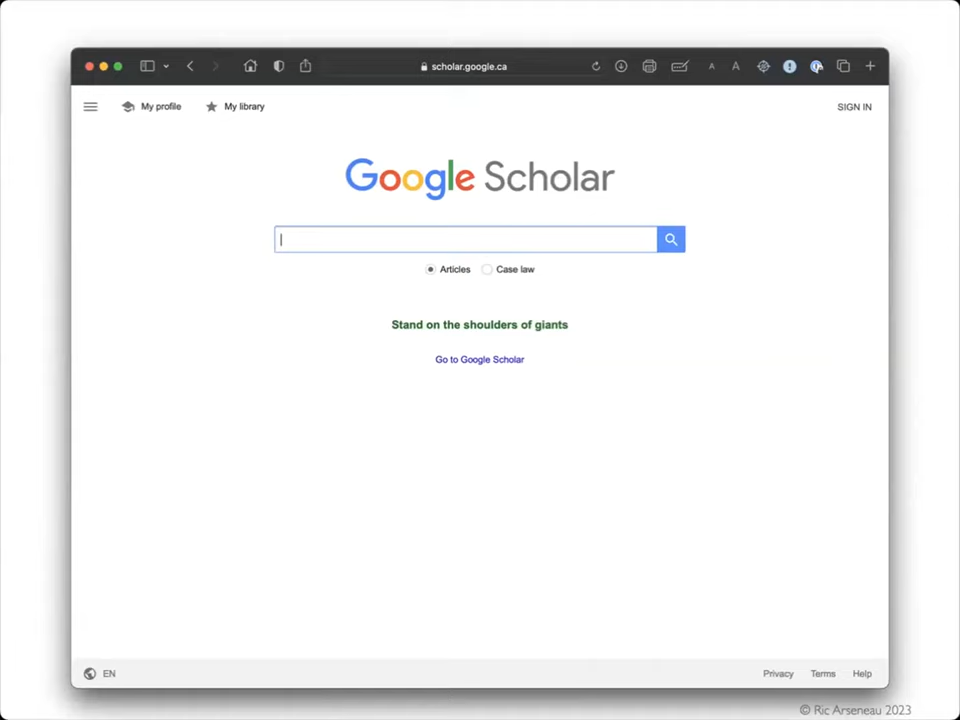 scholar.google.ca
A A
My profile My library SIGN IN
Google Scholar
Articles Case law
Stand on the shoulders of giants
Go to Google Scholar
EN Privacy Terms Help
© Ric Arseneau 2023